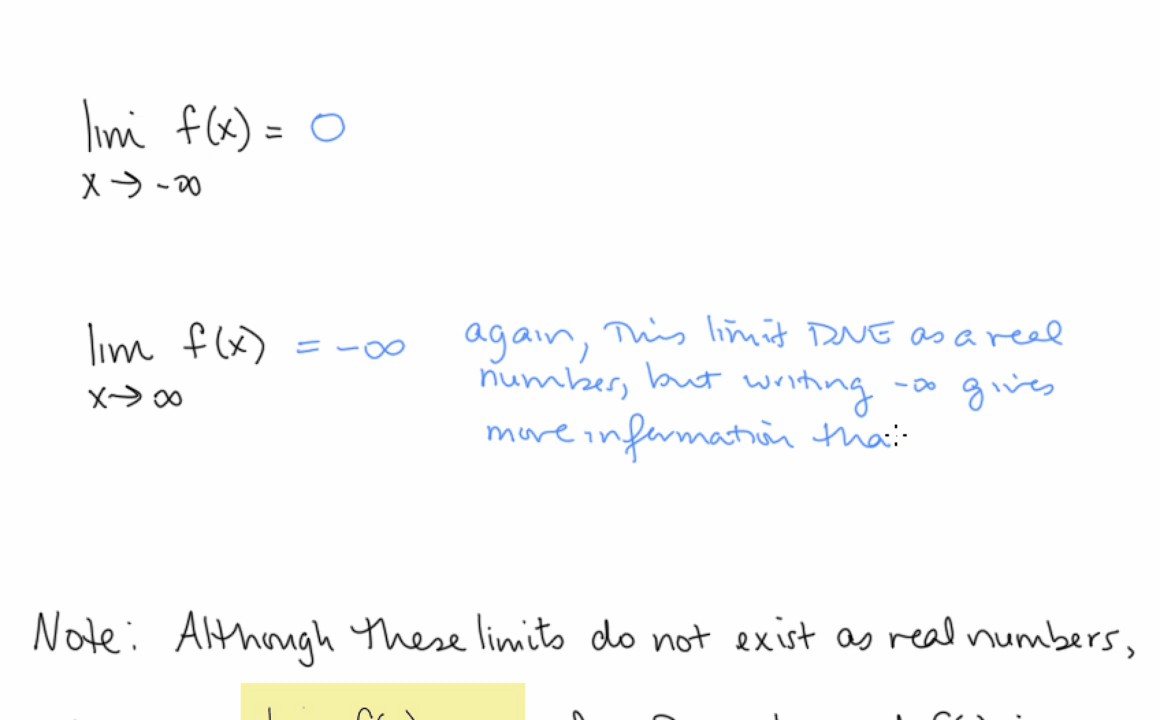 lim f(x) = 0
x → -∞
lim f(x) = -∞ again, This limit DNE as a real
x → ∞
number, but writing -∞ gives
more information tha
Note: Although these limits do not exist as real numbers,
lim f(x)